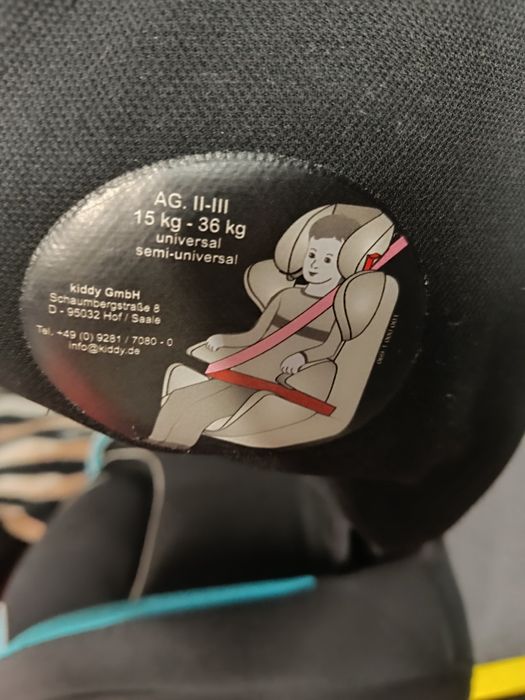 AG. II-III
15 kg - 36 kg
universal
semi-universal
kiddy GmbH
Schaumbergstraße 8
D - 95032 Hof / Saale
Tel. +49 (0) 9281 / 7080 - 0
info@kiddy.de